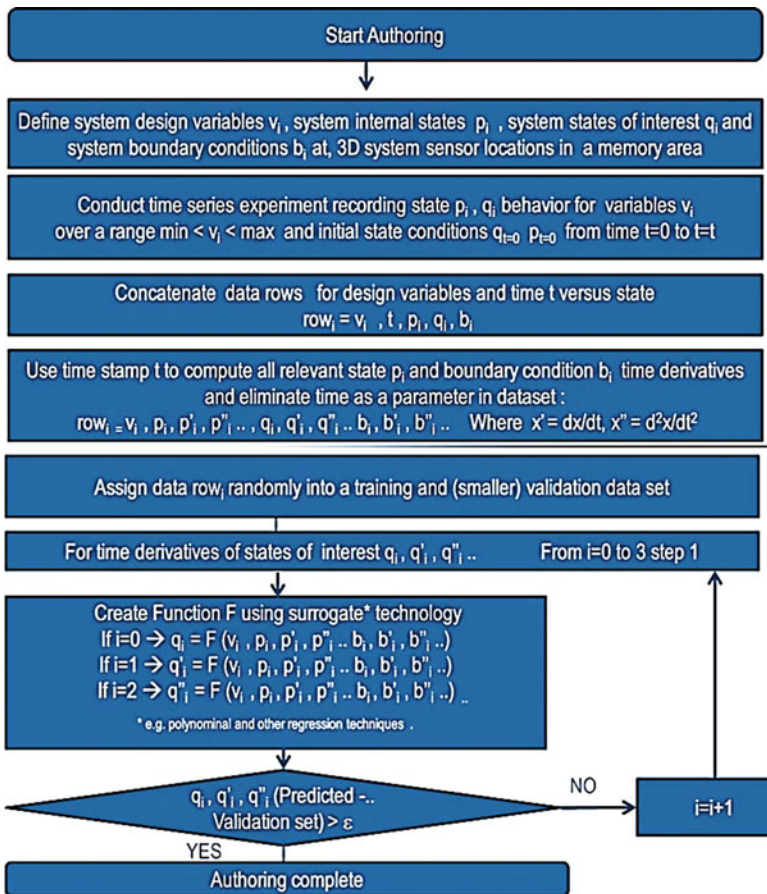 Start Authoring
Define system design variables vᵢ , system internal states pᵢ , system states of interest qᵢ and
system boundary conditions bᵢ at, 3D system sensor locations in a memory area
Conduct time series experiment recording state pᵢ , qᵢ behavior for variables vᵢ
over a range min < vᵢ < max and initial state conditions qₜ₌₀ pₜ₌₀ from time t=0 to t=t
Concatenate data rows for design variables and time t versus state
rowᵢ = vᵢ , t , pᵢ, qᵢ, bᵢ
Use time stamp t to compute all relevant state pᵢ and boundary condition bᵢ time derivatives
and eliminate time as a parameter in dataset :
rowᵢ ₌ vᵢ , pᵢ, p'ᵢ, p"ᵢ .. , qᵢ, q'ᵢ, q"ᵢ .. bᵢ, b'ᵢ, b"ᵢ .. Where x' = dx/dt, x" = d²x/dt²
Assign data rowᵢ randomly into a training and (smaller) validation data set
For time derivatives of states of interest qᵢ, q'ᵢ , q"ᵢ .. From i=0 to 3 step 1
Create Function F using surrogate* technology
If i=0 → qᵢ = F (vᵢ , pᵢ, p'ᵢ, p"ᵢ .. bᵢ, b'ᵢ, b"ᵢ ..)
If i=1 → q'ᵢ = F (vᵢ , pᵢ, p'ᵢ, p"ᵢ .. bᵢ, b'ᵢ, b"ᵢ ..)
If i=2 → q"ᵢ = F (vᵢ , pᵢ, p'ᵢ, p"ᵢ .. bᵢ, b'ᵢ, b"ᵢ ..) ..
* e.g. polynominal and other regression techniques .
qᵢ, q'ᵢ , q"ᵢ (Predicted -..
Validation set) > ε
NO
i=i+1
YES
Authoring complete